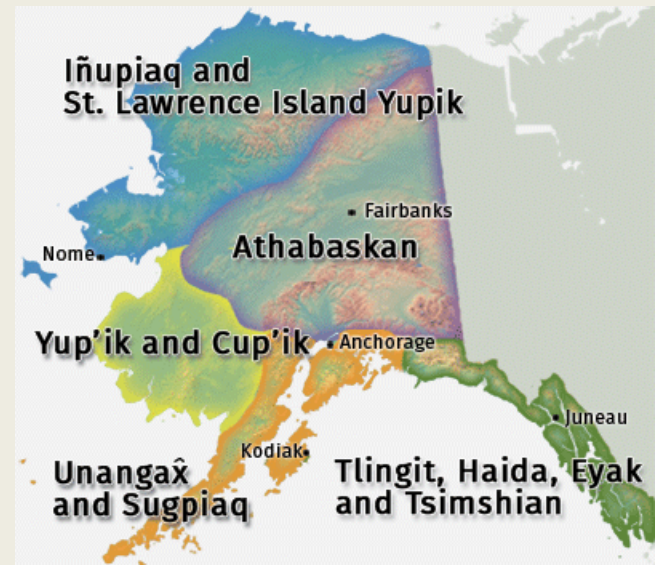 Iñupiaq and
St. Lawrence Island Yupik
Fairbanks
Athabaskan
Nome
Yup’ik and Cup’ik
Anchorage
Juneau
Kodiak
Unangax̂
and Sugpiaq
Tlingit, Haida, Eyak
and Tsimshian